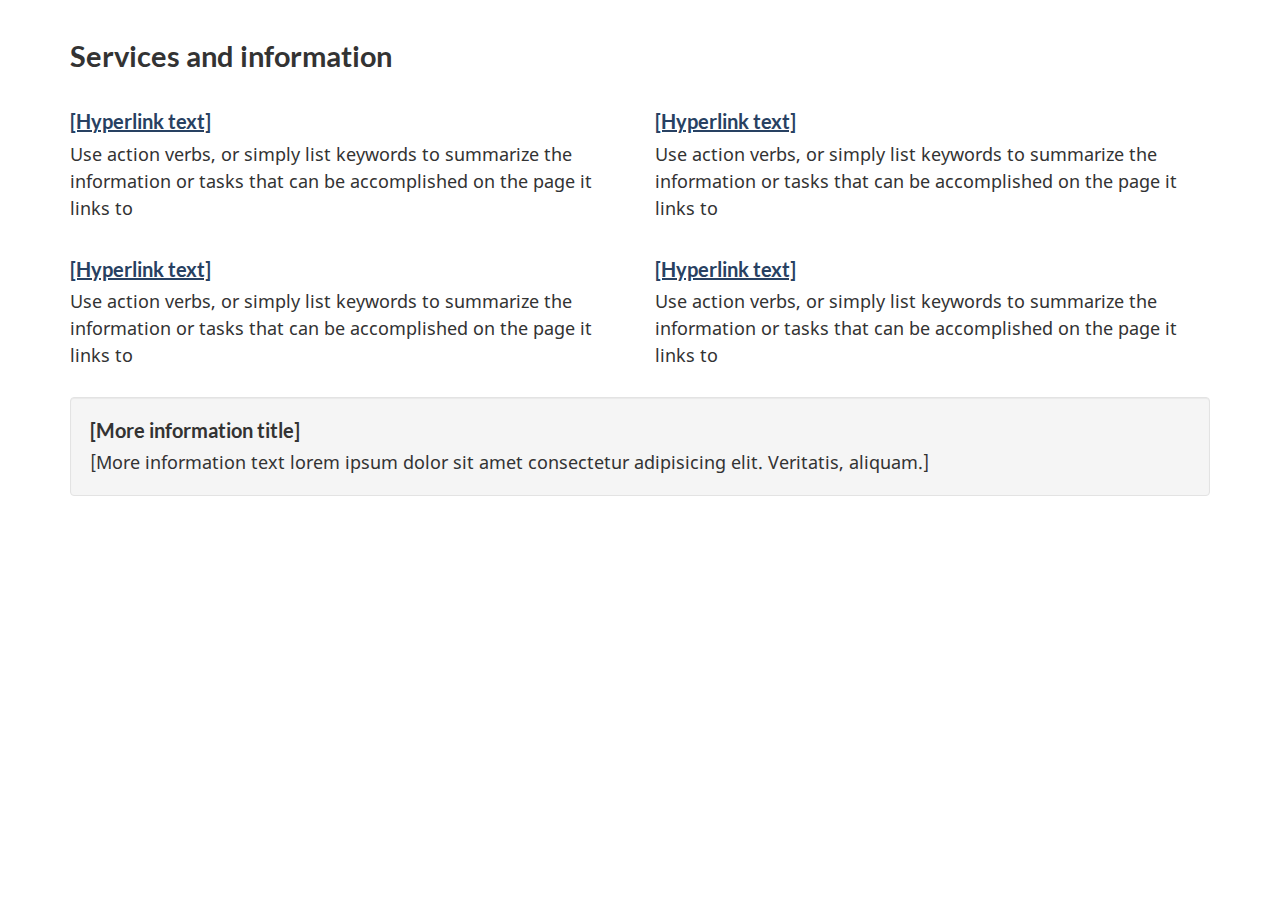 Services and information
[Hyperlink text]
Use action verbs, or simply list keywords to summarize the
information or tasks that can be accomplished on the page it
links to
[Hyperlink text]
Use action verbs, or simply list keywords to summarize the
information or tasks that can be accomplished on the page it
links to
[Hyperlink text]
Use action verbs, or simply list keywords to summarize the
information or tasks that can be accomplished on the page it
links to
[Hyperlink text]
Use action verbs, or simply list keywords to summarize the
information or tasks that can be accomplished on the page it
links to
[More information title]
[More information text lorem ipsum dolor sit amet consectetur adipisicing elit. Veritatis, aliquam.]